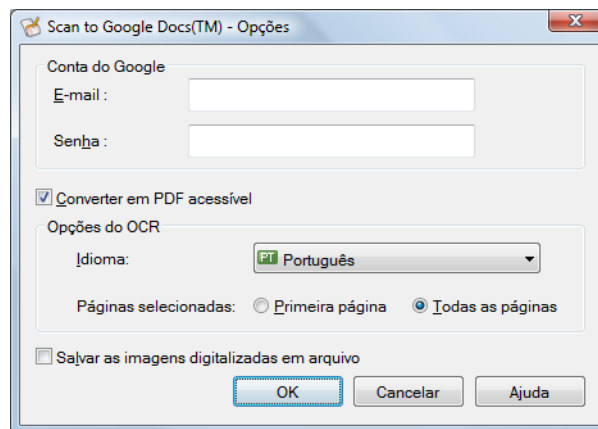 Scan to Google Docs(TM) - Opções
Conta do Google
E-mail :
Senha :
Converter em PDF acessível
Opções do OCR
Idioma: PT Português
Páginas selecionadas: Primeira página Todas as páginas
Salvar as imagens digitalizadas em arquivo
OK Cancelar Ajuda